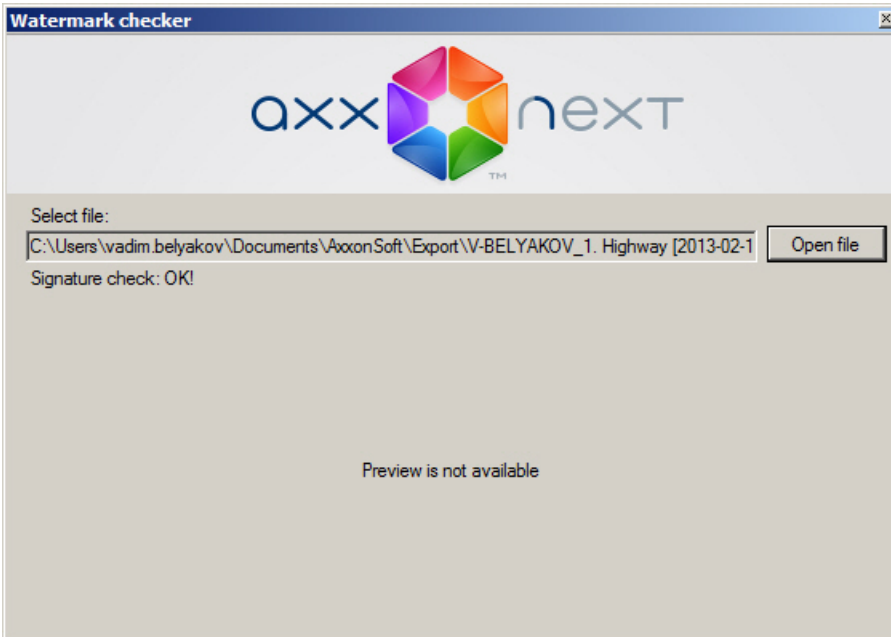 Watermark checker
axx next
TM
Select file:
C:\Users\vadim.belyakov\Documents\AxxonSoft\Export\V-BELYAKOV_1. Highway [2013-02-1
Open file
Signature check: OK!
Preview is not available